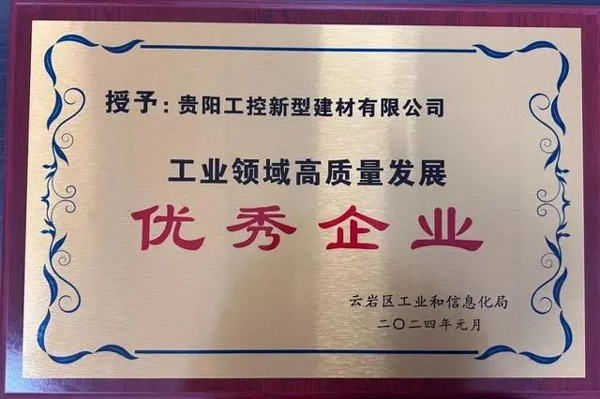 授予：贵阳工控新型建材有限公司
工业领域高质量发展
优秀企业
云岩区工业和信息化局
二〇二四年元月